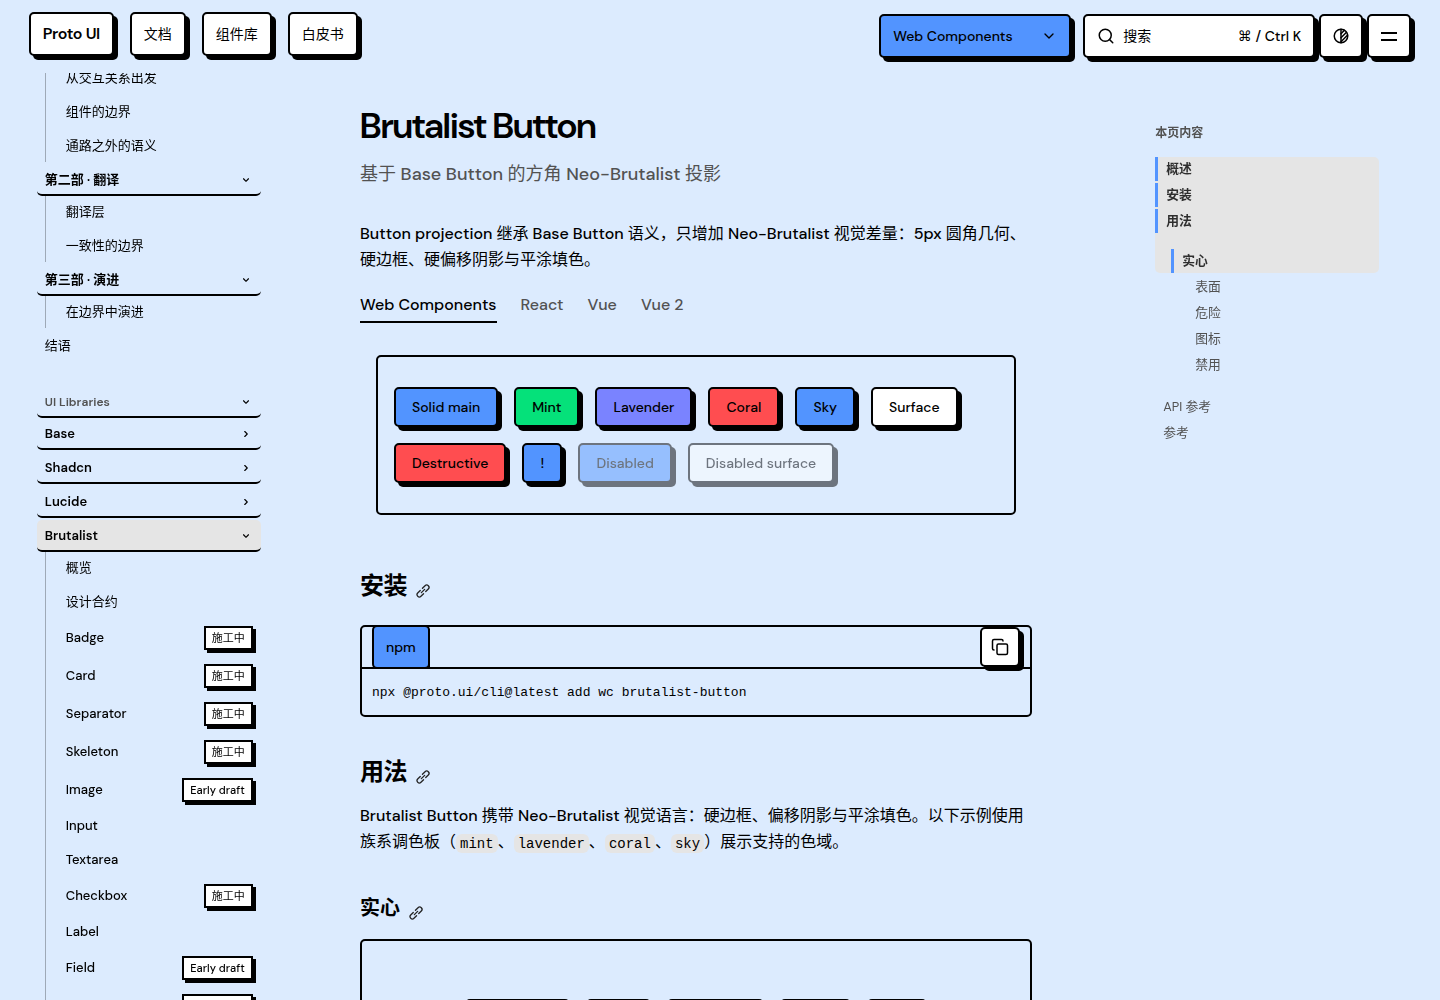 Proto UI
文档
组件库
白皮书
Web Components
搜索
⌘ / Ctrl K
从交互关系出发
组件的边界
通路之外的语义
第二部 · 翻译
翻译层
一致性的边界
第三部 · 演进
在边界中演进
结语
UI Libraries
Base
Shadcn
Lucide
Brutalist
概览
设计合约
Badge 施工中
Card 施工中
Separator 施工中
Skeleton 施工中
Image Early draft
Input
Textarea
Checkbox 施工中
Label
Field Early draft
Brutalist Button
基于 Base Button 的方角 Neo-Brutalist 投影
Button projection 继承 Base Button 语义，只增加 Neo-Brutalist 视觉差量：5px 圆角几何、
硬边框、硬偏移阴影与平涂填色。
Web Components React Vue Vue 2
Solid main Mint Lavender Coral Sky Surface
Destructive ! Disabled Disabled surface
安装
npm
npx @proto.ui/cli@latest add wc brutalist-button
用法
Brutalist Button 携带 Neo-Brutalist 视觉语言：硬边框、偏移阴影与平涂填色。以下示例使用
族系调色板（mint、lavender、coral、sky）展示支持的色域。
实心
本页内容
概述
安装
用法
实心
表面
危险
图标
禁用
API 参考
参考